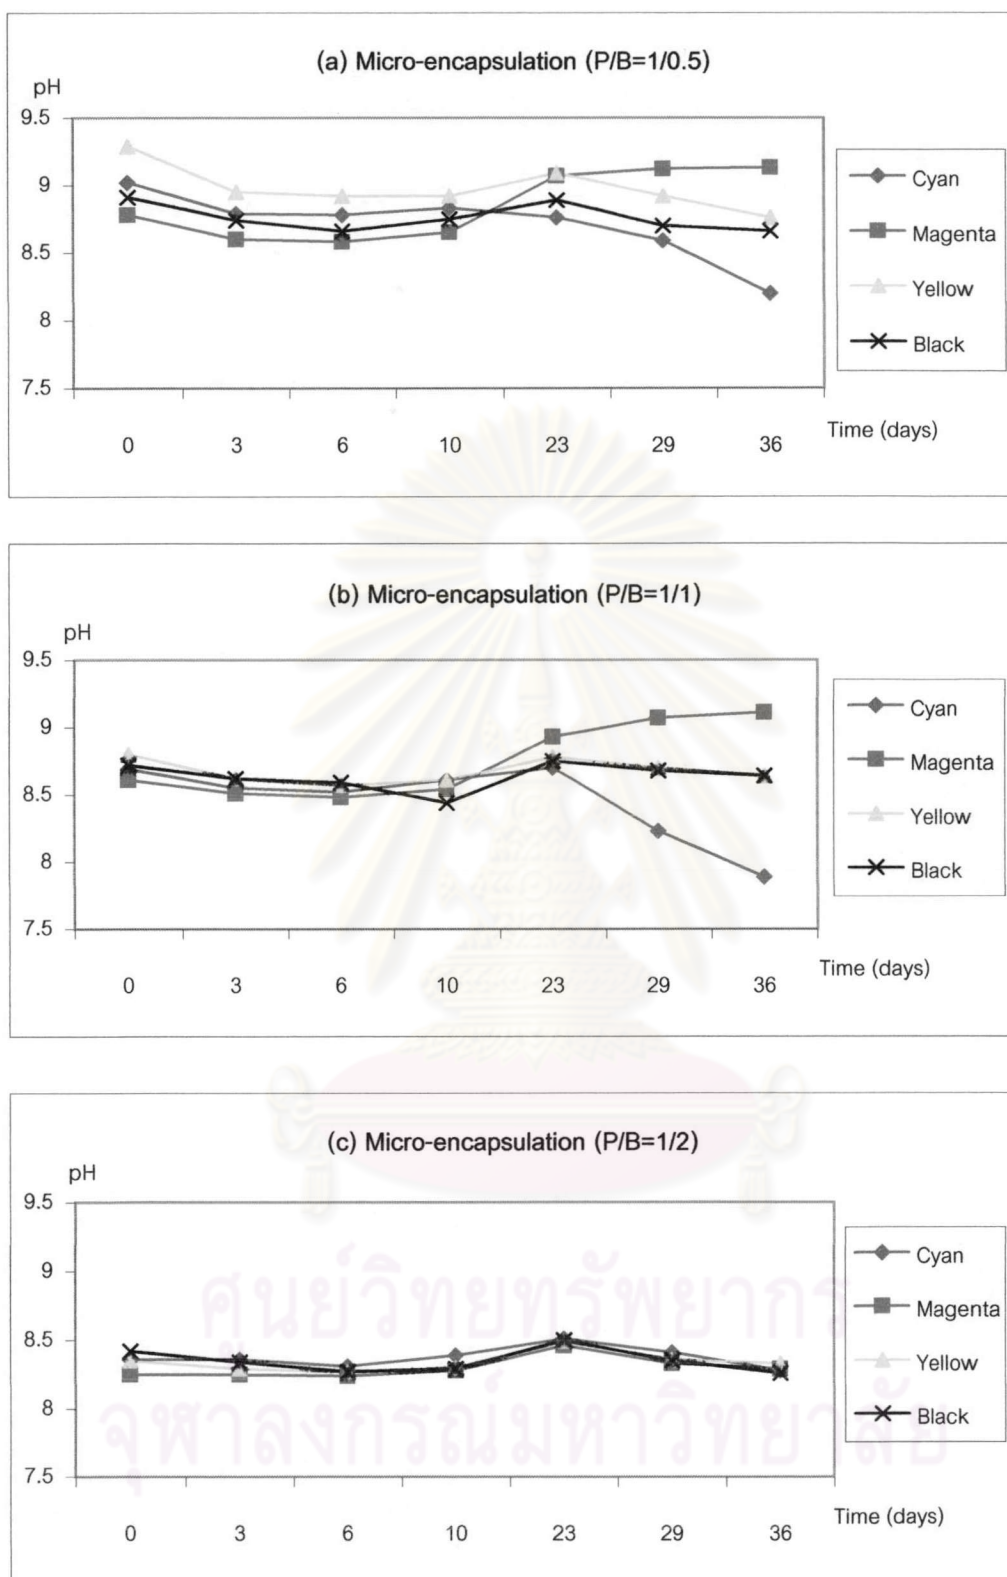 (a) Micro-encapsulation (P/B=1/0.5)
pH
9.5
9
8.5
8
7.5
0 3 6 10 23 29 36
Time (days)
Cyan
Magenta
Yellow
Black
(b) Micro-encapsulation (P/B=1/1)
pH
9.5
9
8.5
8
7.5
0 3 6 10 23 29 36
Time (days)
Cyan
Magenta
Yellow
Black
(c) Micro-encapsulation (P/B=1/2)
pH
9.5
9
8.5
8
7.5
0 3 6 10 23 29 36
Time (days)
Cyan
Magenta
Yellow
Black
ศูนย์วิทยทรัพยากร
จุฬาลงกรณ์มหาวิทยาลัย